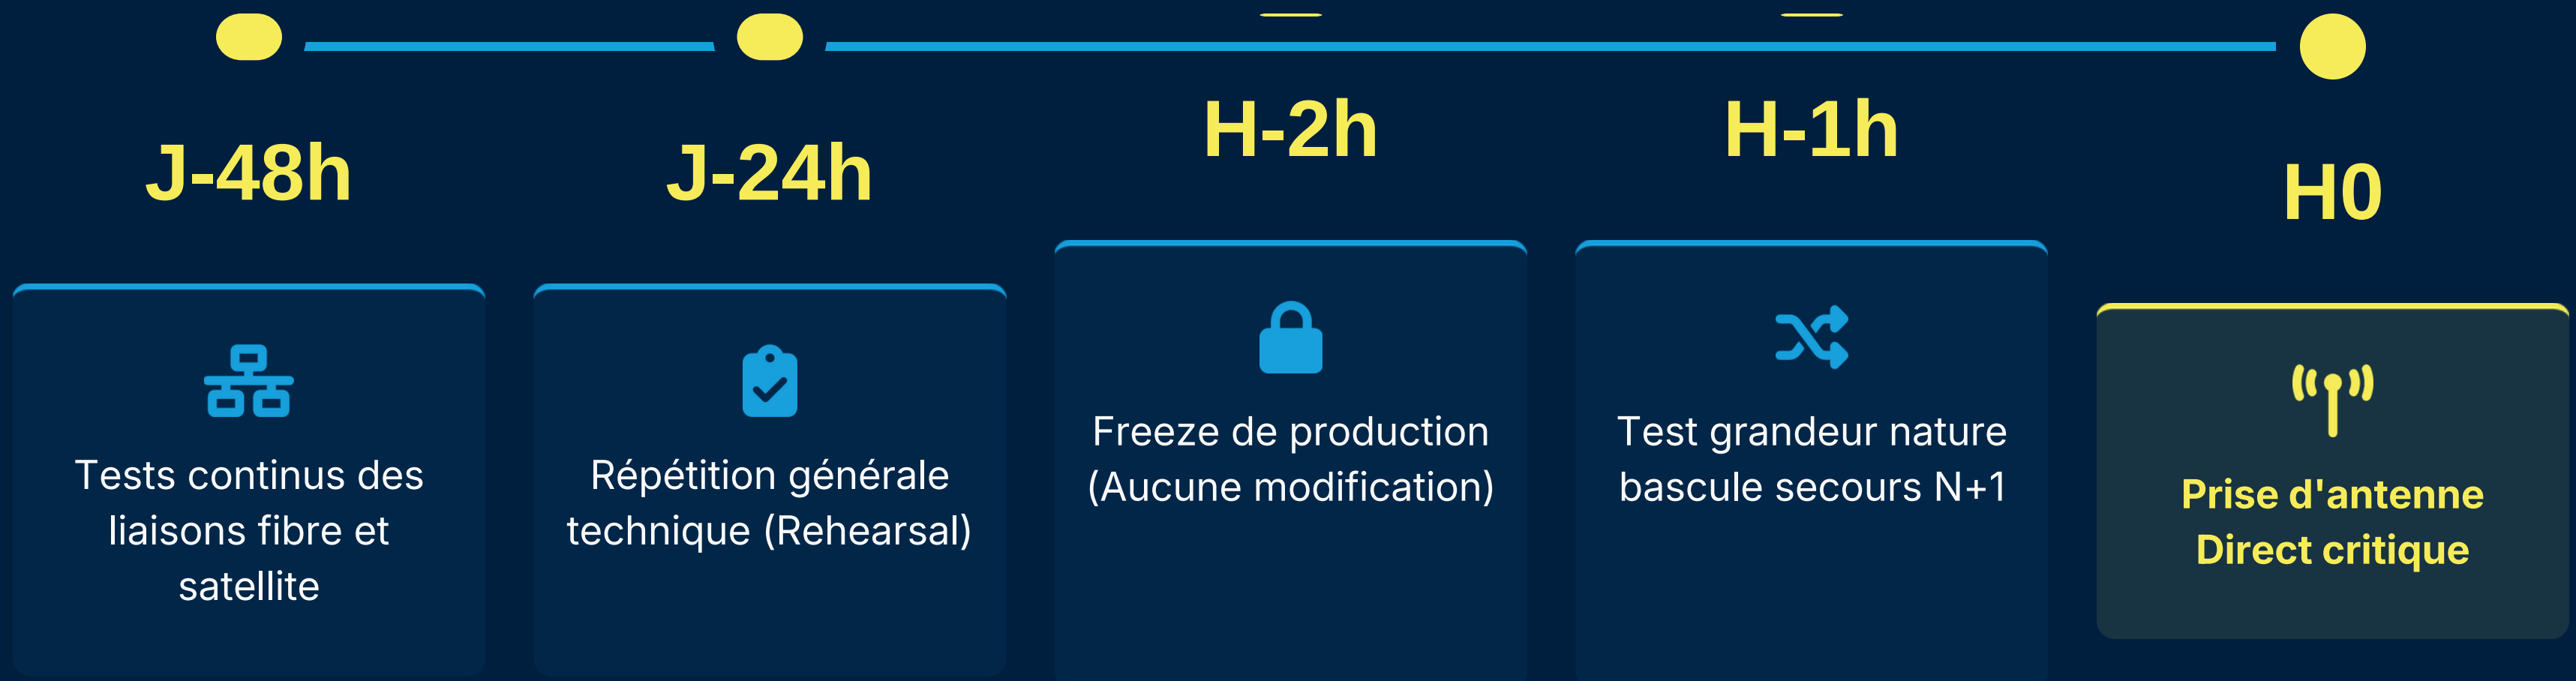 J-48h
Tests continus des
liaisons fibre et
satellite
J-24h
Répétition générale
technique (Rehearsal)
H-2h
Freeze de production
(Aucune modification)
H-1h
Test grandeur nature
bascule secours N+1
H0
Prise d'antenne
Direct critique